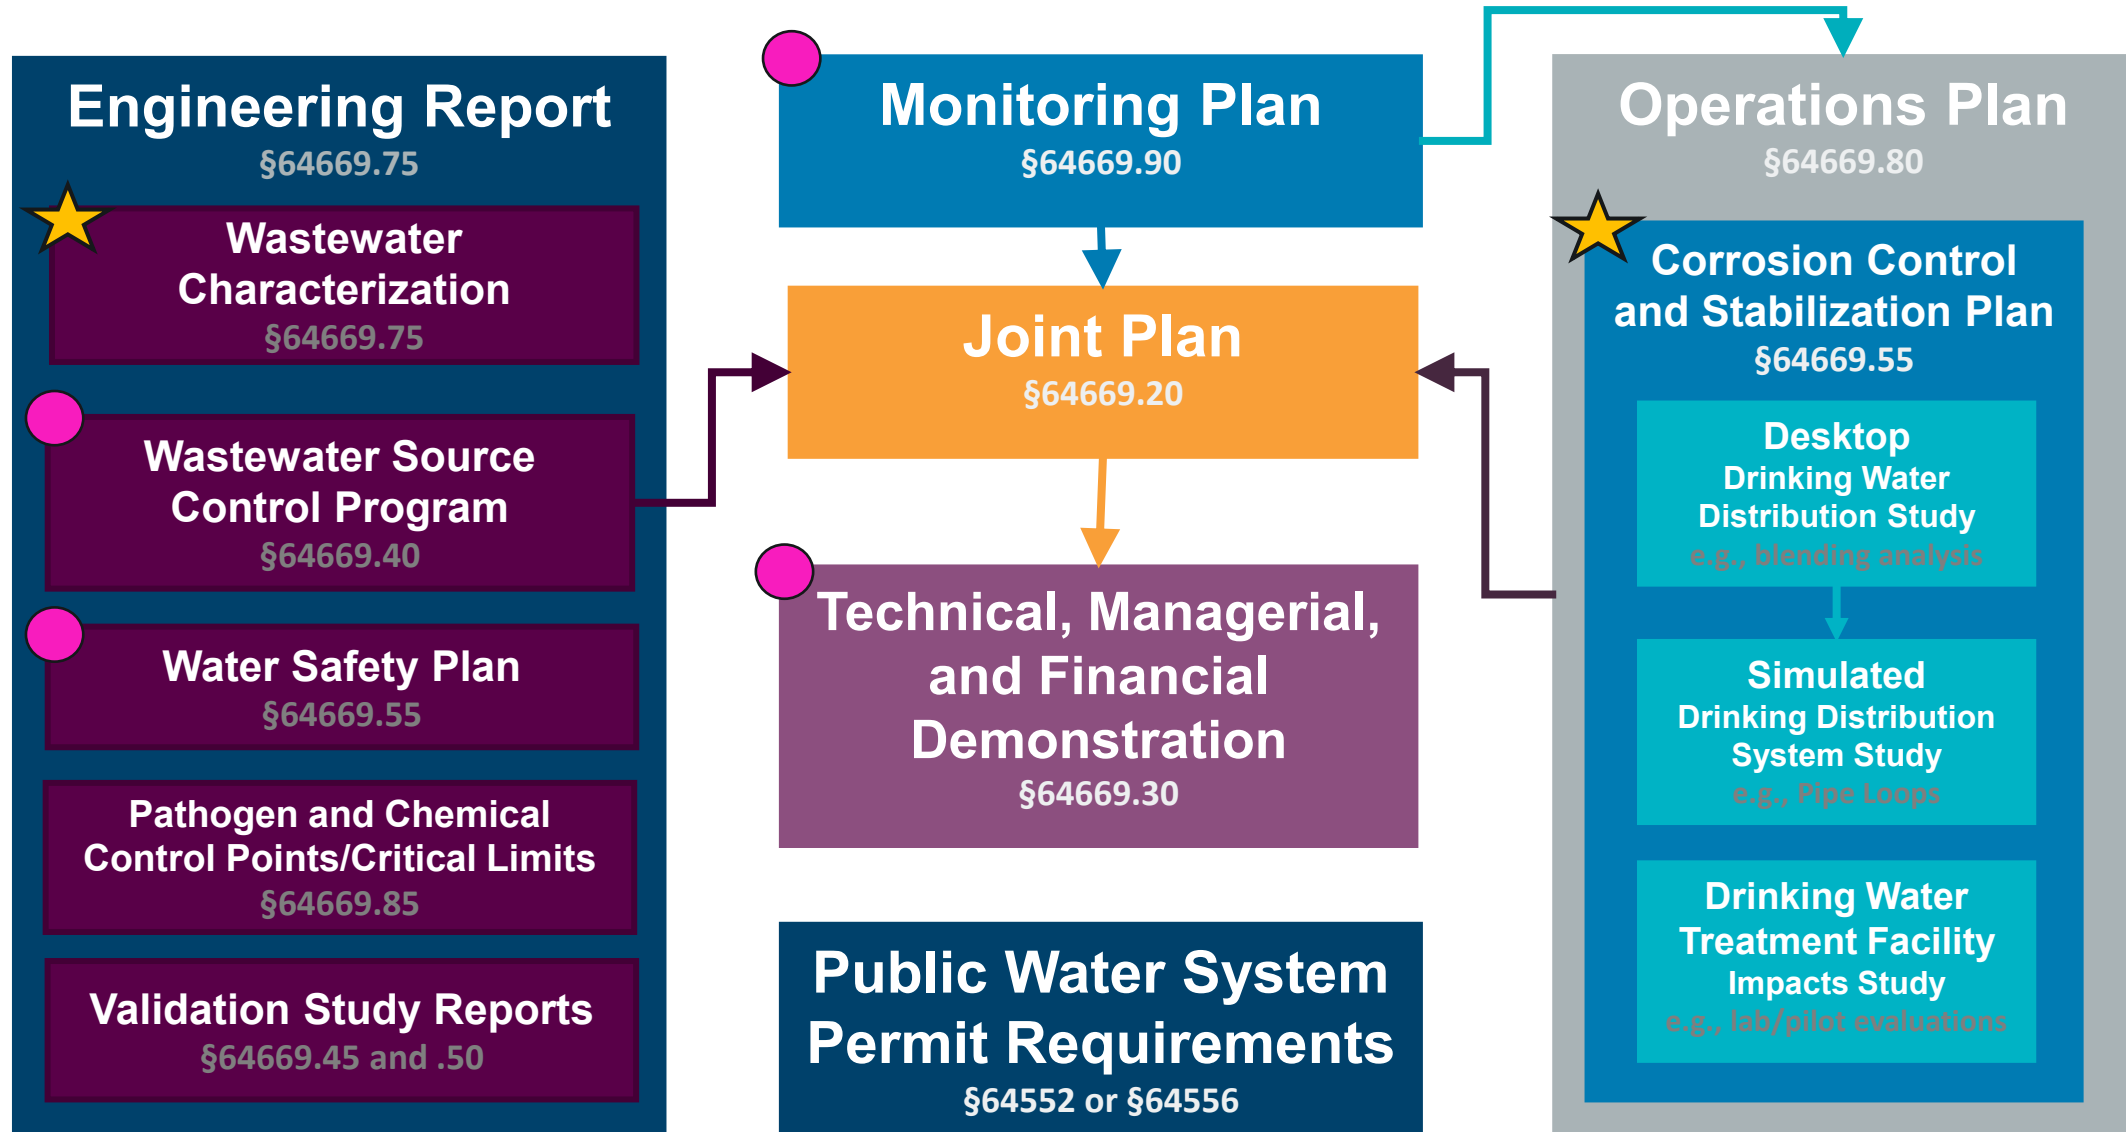 Engineering Report
§64669.75
Wastewater
Characterization
§64669.75
Wastewater Source
Control Program
§64669.40
Water Safety Plan
§64669.55
Pathogen and Chemical
Control Points/Critical Limits
§64669.85
Validation Study Reports
§64669.45 and .50
Monitoring Plan
§64669.90
Joint Plan
§64669.20
Technical, Managerial,
and Financial
Demonstration
§64669.30
Public Water System
Permit Requirements
§64552 or §64556
Operations Plan
§64669.80
Corrosion Control
and Stabilization Plan
§64669.55
Desktop
Drinking Water
Distribution Study
e.g., blending analysis
Simulated
Drinking Distribution
System Study
e.g., Pipe Loops
Drinking Water
Treatment Facility
Impacts Study
e.g., lab/pilot evaluations